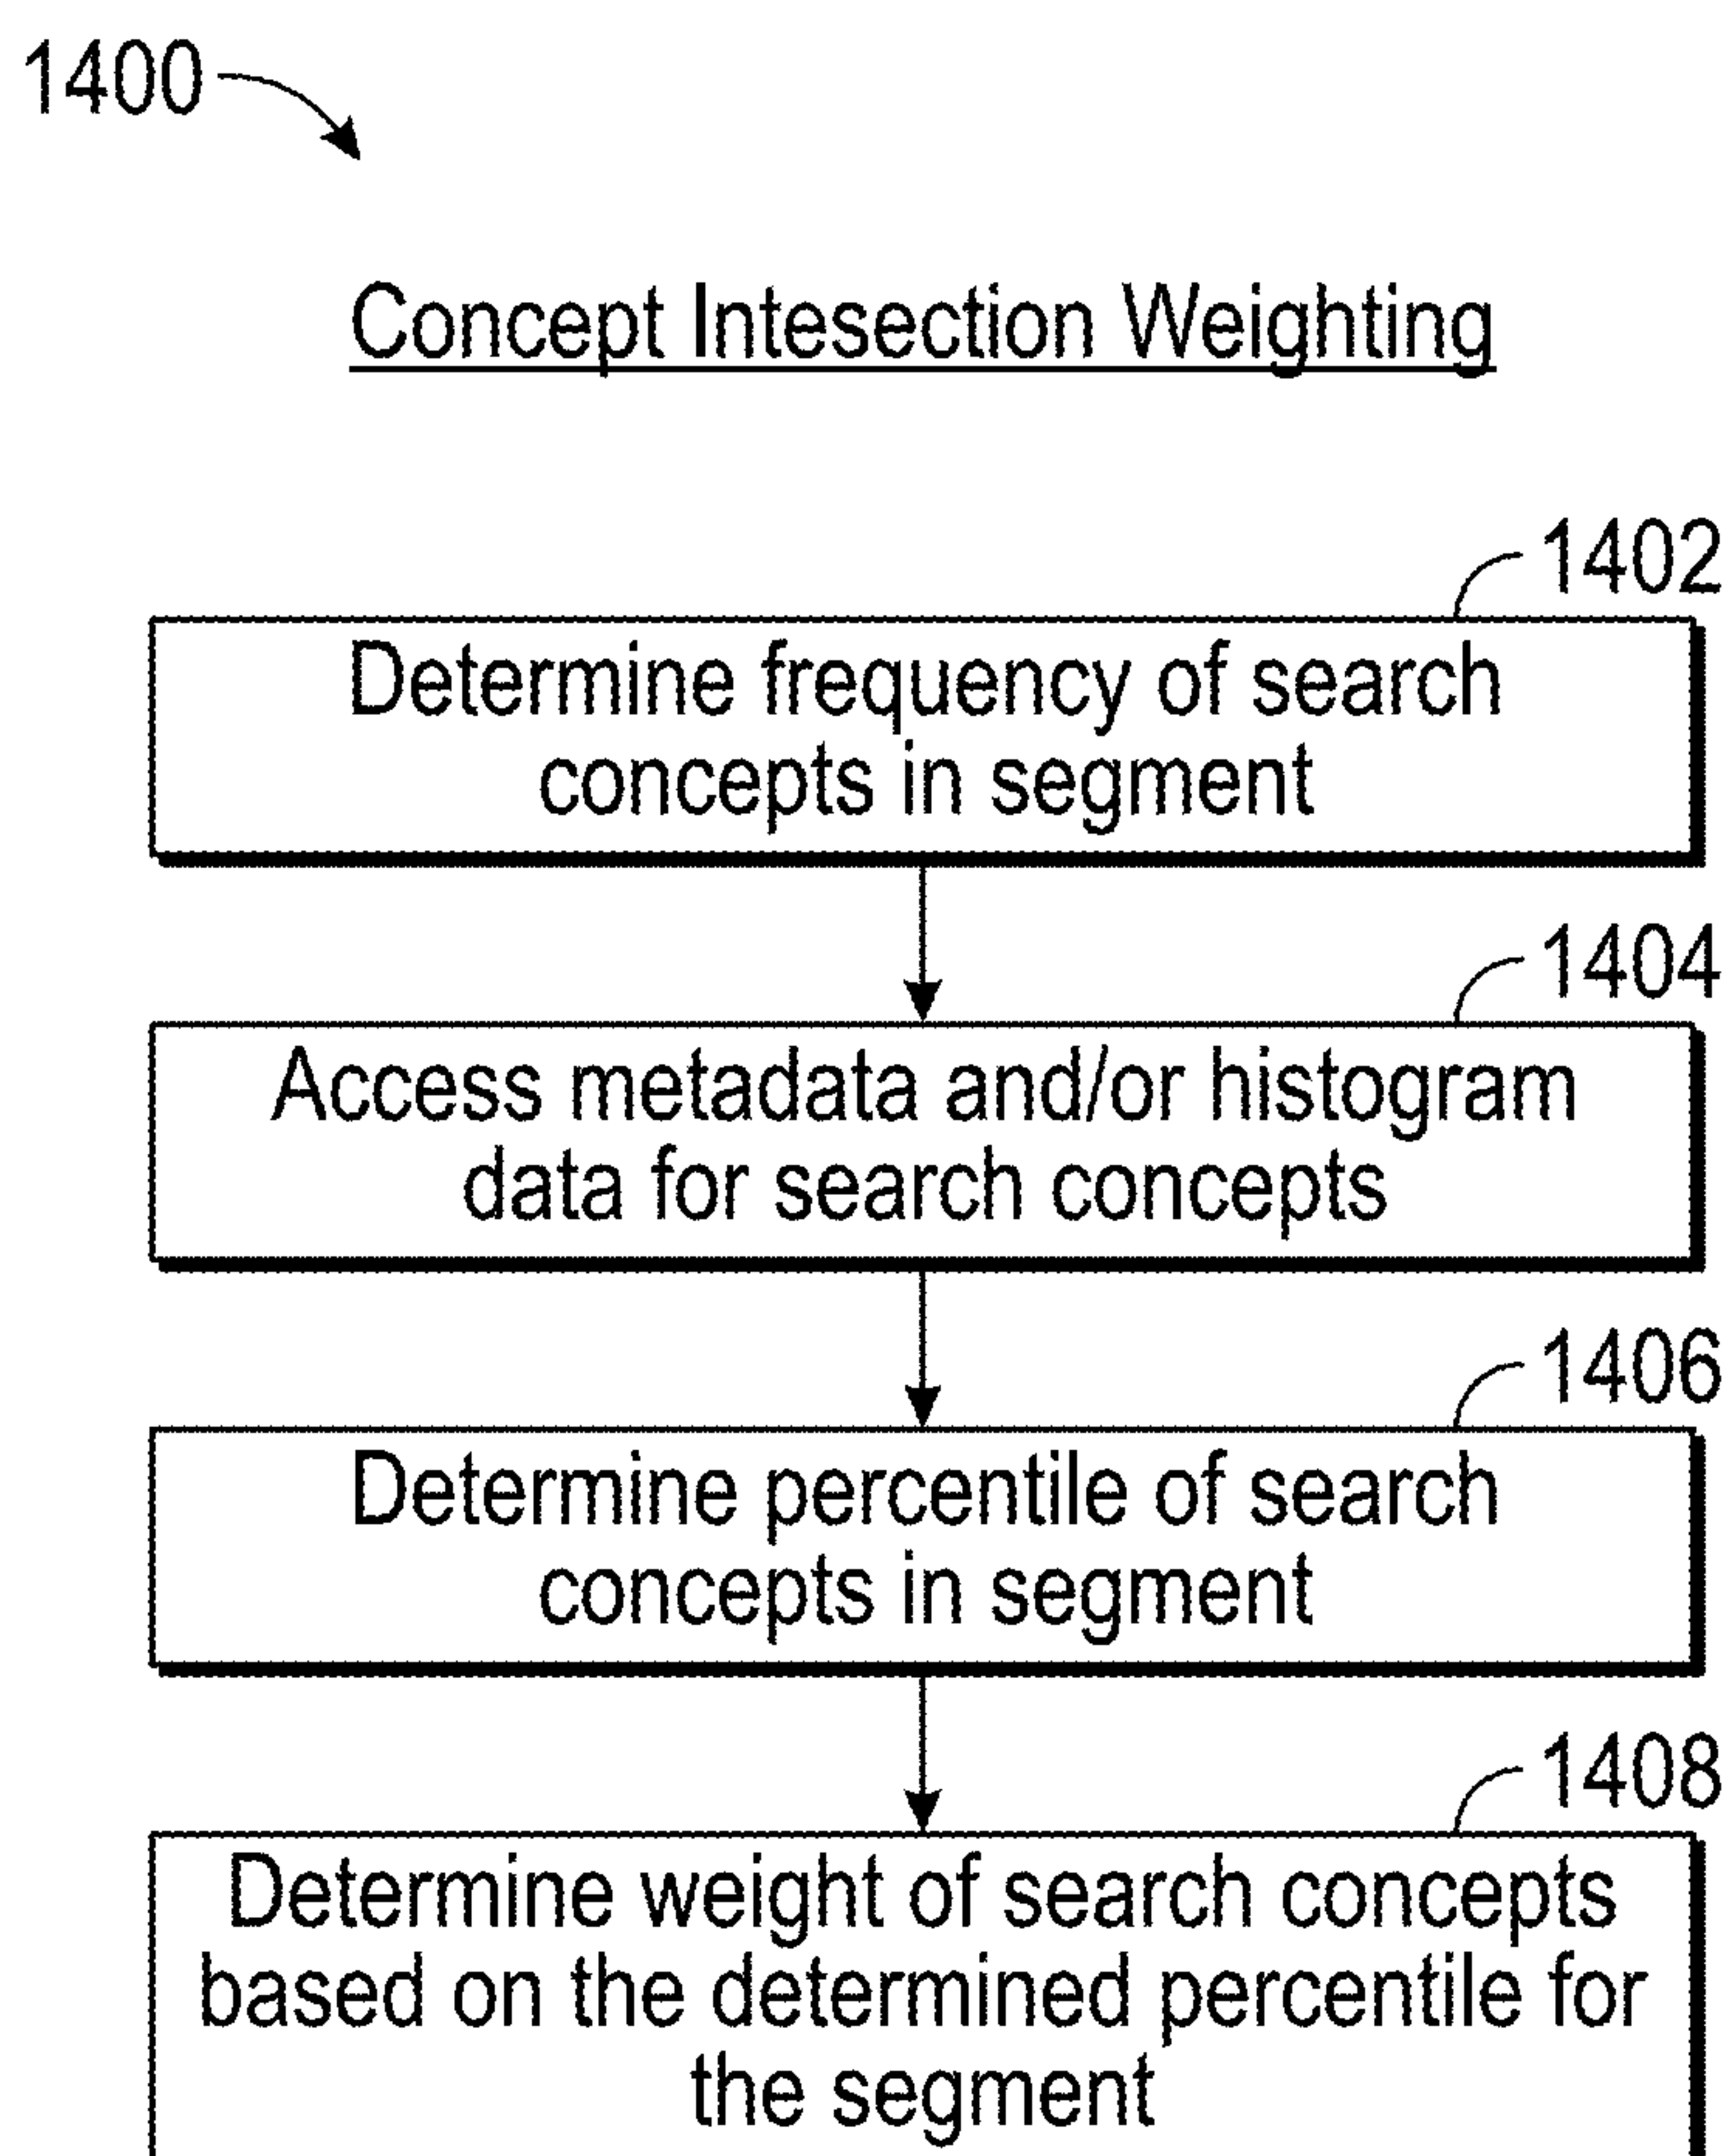 1400
Concept Intesection Weighting
1402
Determine frequency of search
concepts in segment
1404
Access metadata and/or histogram
data for search concepts
1406
Determine percentile of search
concepts in segment
1408
Determine weight of search concepts
based on the determined percentile for
the segment